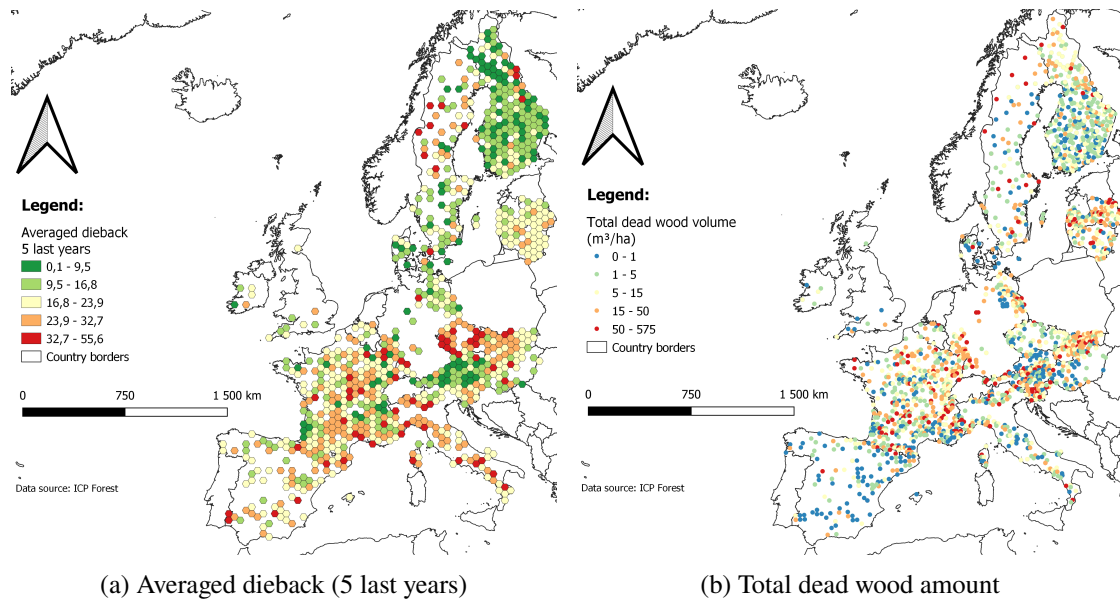 Legend:
Averaged dieback
5 last years
0,1 - 9,5
9,5 - 16,8
16,8 - 23,9
23,9 - 32,7
32,7 - 55,6
Country borders
0 750 1 500 km
Data source: ICP Forest
(a) Averaged dieback (5 last years)
Legend:
Total dead wood volume
(m³/ha)
0 - 1
1 - 5
5 - 15
15 - 50
50 - 575
Country borders
0 750 1 500 km
Data source: ICP Forest
(b) Total dead wood amount